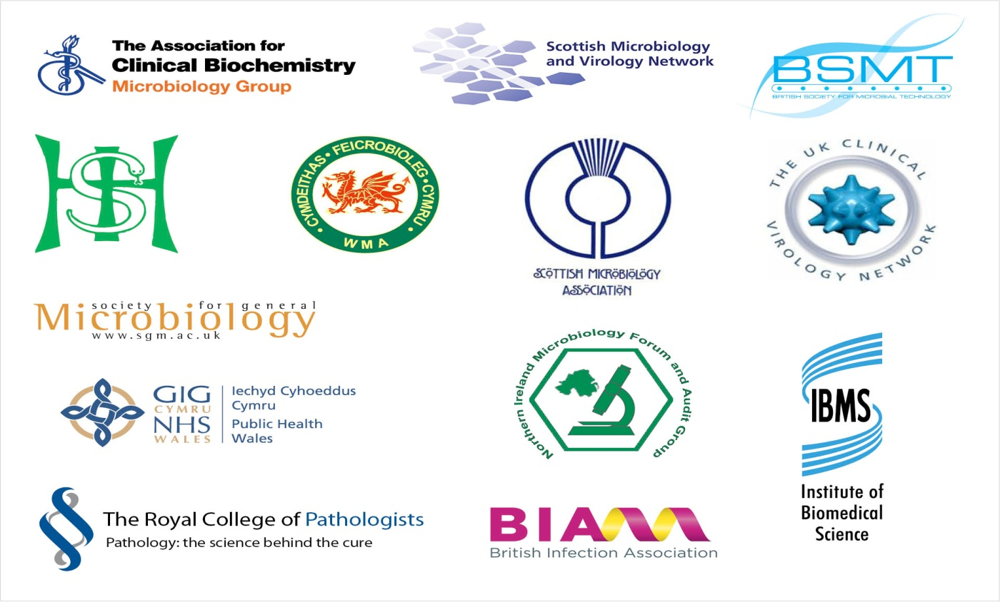 The Association for
Clinical Biochemistry
Microbiology Group
Scottish Microbiology
and Virology Network
BSMT
BRITISH SOCIETY FOR MICROBIAL TECHNOLOGY
HIS
CYMDEITHAS • FEICROBIOLEG • CYMRU •
WMA
SCOTTISH MICROBIOLOGY
ASSOCIATION
THE UK CLINICAL
VIROLOGY NETWORK
society for general
Microbiology
www.sgm.ac.uk
GIG
CYMRU
NHS
WALES
Iechyd Cyhoeddus
Cymru
Public Health
Wales
Northern Ireland Microbiology Forum and Audit Group
IBMS
Institute of
Biomedical
Science
The Royal College of Pathologists
Pathology: the science behind the cure
BIA
British Infection Association